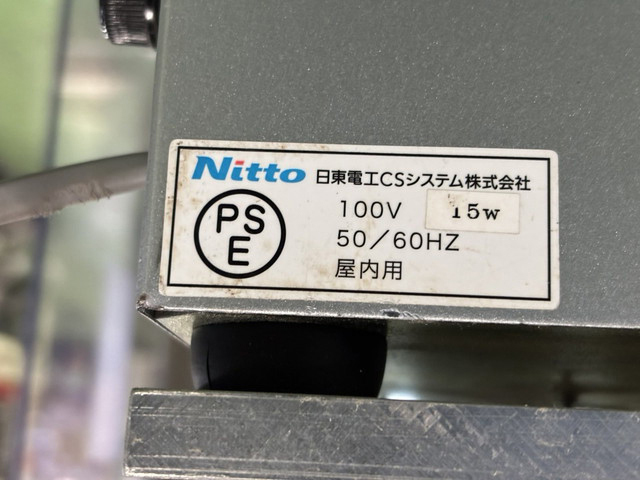 Nitto 日東電工CSシステム株式会社
PS
E
100V 15w
50/60HZ
屋内用